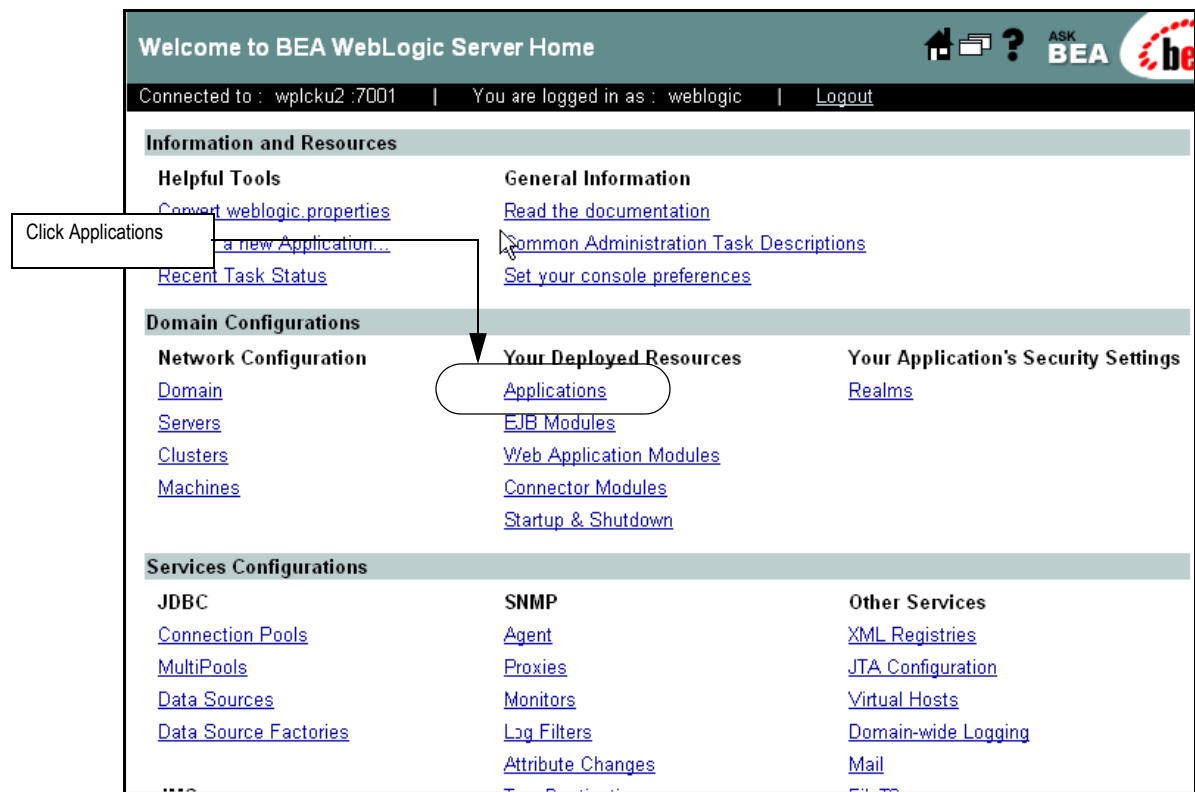 Welcome to BEA WebLogic Server Home
ASK
BEA
be
Connected to : wplcku2 :7001 | You are logged in as : weblogic | Logout
Information and Resources
Helpful Tools
Convert weblogic.properties
a new Application...
Recent Task Status
General Information
Read the documentation
Common Administration Task Descriptions
Set your console preferences
Click Applications
Domain Configurations
Network Configuration
Domain
Servers
Clusters
Machines
Your Deployed Resources
Applications
EJB Modules
Web Application Modules
Connector Modules
Startup & Shutdown
Your Application's Security Settings
Realms
Services Configurations
JDBC
Connection Pools
MultiPools
Data Sources
Data Source Factories
SNMP
Agent
Proxies
Monitors
Log Filters
Attribute Changes
Other Services
XML Registries
JTA Configuration
Virtual Hosts
Domain-wide Logging
Mail